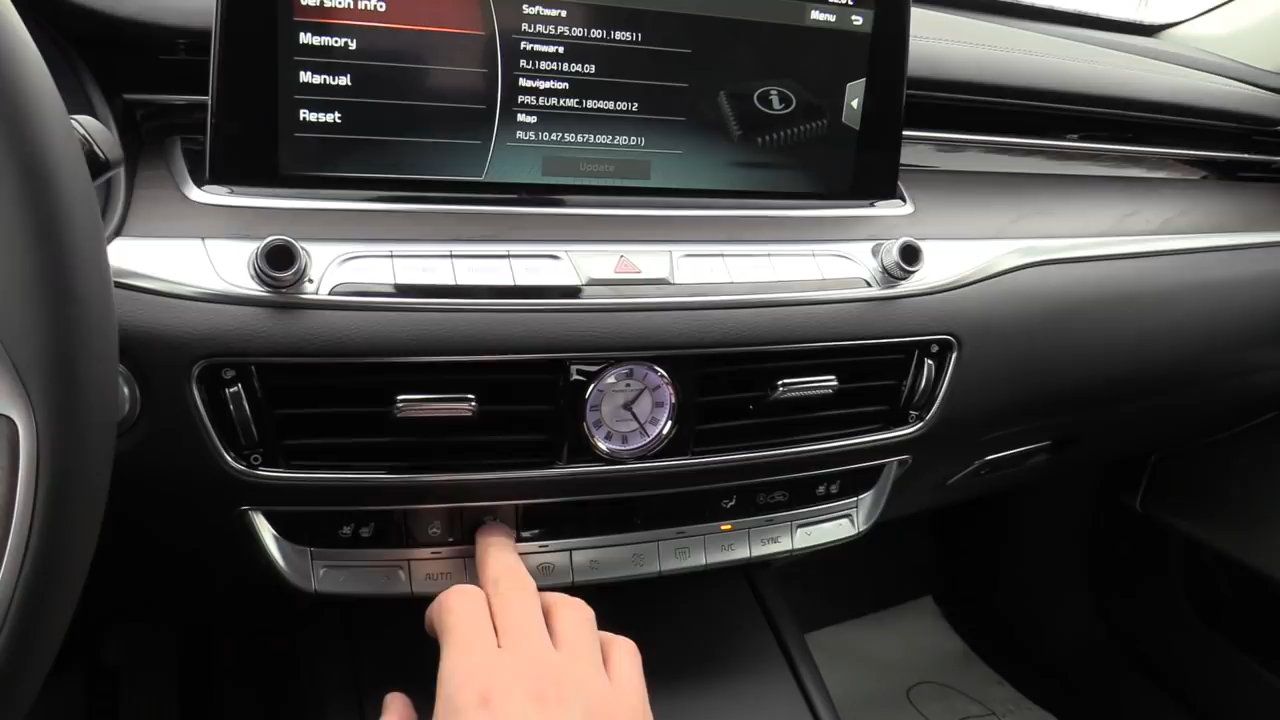 Version info
Memory
Manual
Reset
Software
RJ.RUS.P5.001.001.180511
Firmware
RJ.180418.04.03
Navigation
PR5.EUR.KMC.180408.0012
Map
RUS.10.47.50.673.002.2(D.D1)
Update
Menu
AUTO
A/C
SYNC